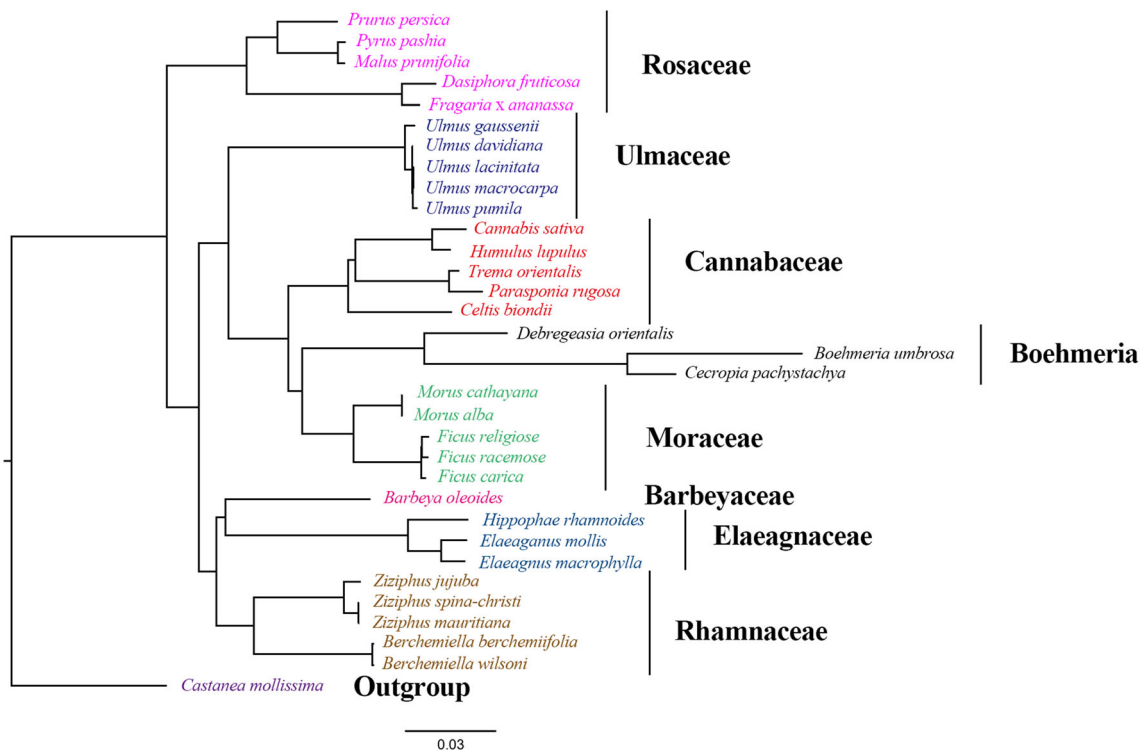 Prurus persica
Pyrus pashia
Malus prunifolia
Dasiphora fruticosa
Fragaria x ananassa
Rosaceae
Ulmus gaussenii
Ulmus davidiana
Ulmus lacinitata
Ulmus macrocarpa
Ulmus pumila
Ulmaceae
Cannabis sativa
Humulus lupulus
Trema orientalis
Parasponia rugosa
Celtis biondii
Cannabaceae
Debregeasia orientalis
Boehmeria umbrosa
Cecropia pachystachya
Boehmeria
Morus cathayana
Morus alba
Ficus religiose
Ficus racemose
Ficus carica
Moraceae
Barbeya oleoides
Barbeyaceae
Hippophae rhamnoides
Elaeaganus mollis
Elaeagnus macrophylla
Elaeagnaceae
Ziziphus jujuba
Ziziphus spina-christi
Ziziphus mauritiana
Berchemiella berchemiifolia
Berchemiella wilsoni
Rhamnaceae
Castanea mollissima
Outgroup
0.03